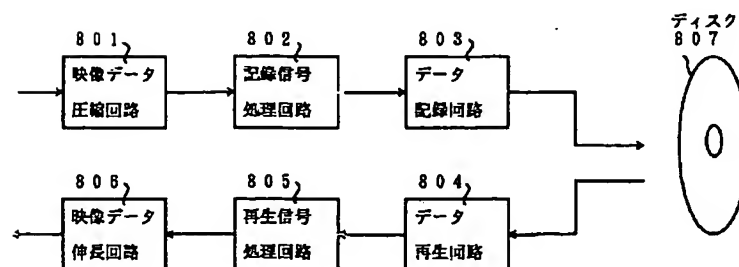 ディスク
807
801
802
803
映像データ
圧縮回路
記録信号
処理回路
データ
記録回路
806
805
804
映像データ
伸長回路
再生信号
処理回路
データ
再生回路